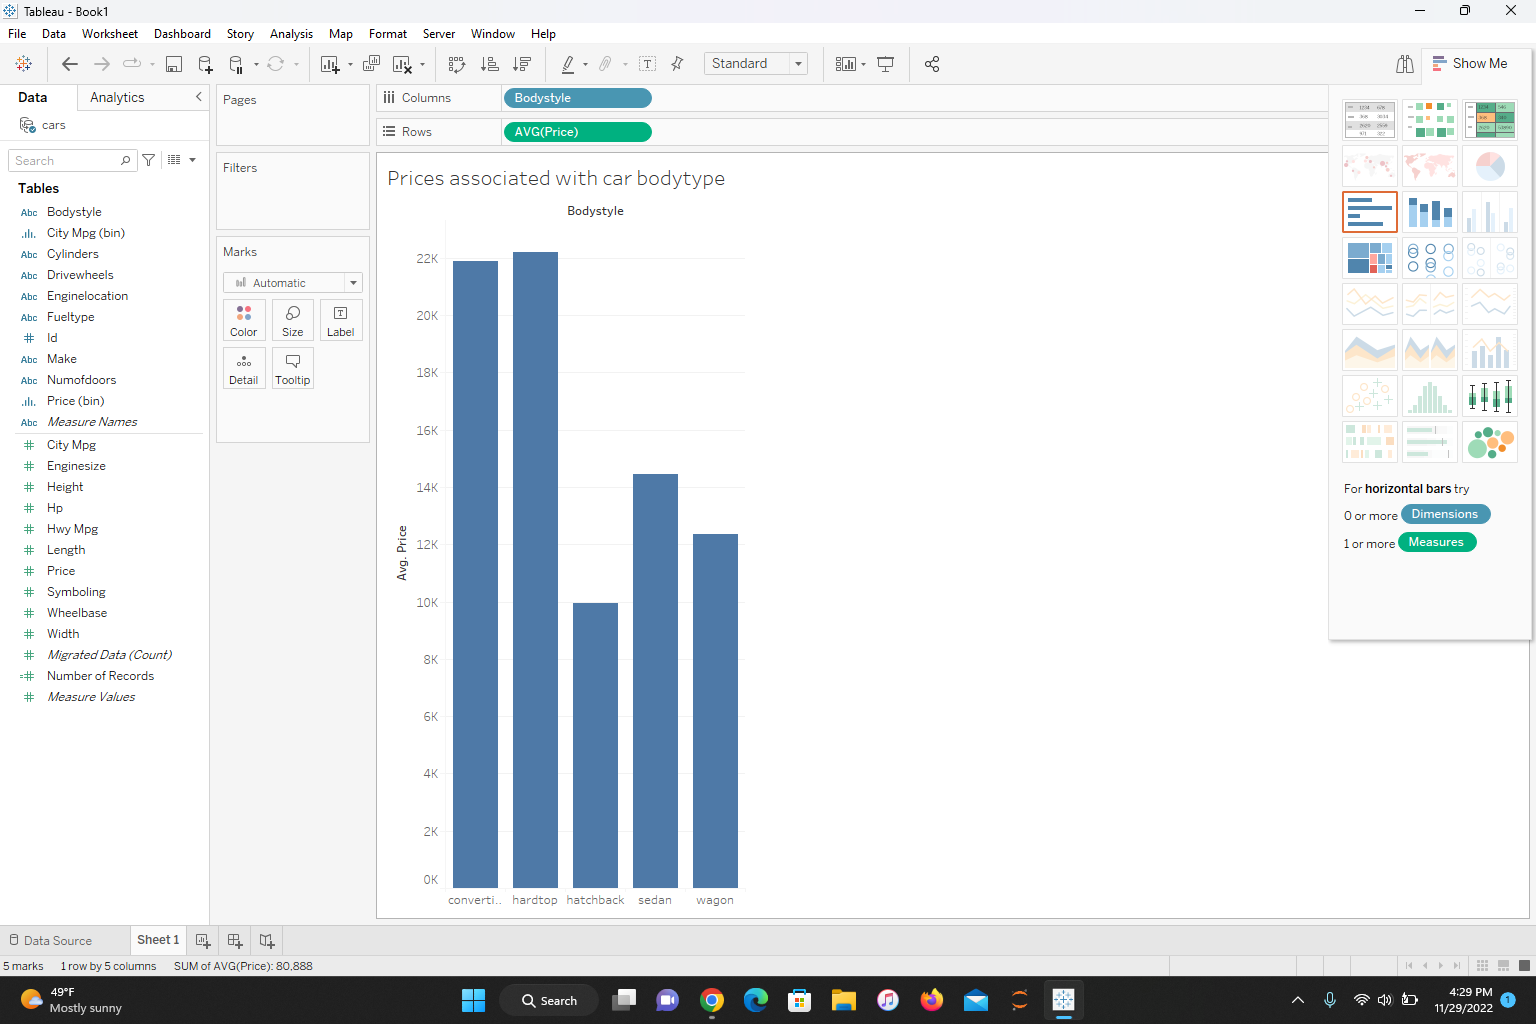 Tableau - Book1
File Data Worksheet Dashboard Story Analysis Map Format Server Window Help
Standard
Show Me
Data Analytics
cars
Search
Tables
Abc Bodystyle
City Mpg (bin)
Abc Cylinders
Abc Drivewheels
Abc Enginelocation
Abc Fueltype
# Id
Abc Make
Abc Numofdoors
Price (bin)
Abc Measure Names
# City Mpg
# Enginesize
# Height
# Hp
# Hwy Mpg
# Length
# Price
# Symboling
# Wheelbase
# Width
# Migrated Data (Count)
=# Number of Records
# Measure Values
Pages
Filters
Marks
Automatic
Color Size Label
Detail Tooltip
Columns Bodystyle
Rows AVG(Price)
Prices associated with car bodytype
Bodystyle
22K
20K
18K
16K
14K
12K
10K
8K
6K
4K
2K
0K
Avg. Price
converti.. hardtop hatchback sedan wagon
For horizontal bars try
0 or more Dimensions
1 or more Measures
Data Source Sheet 1
5 marks 1 row by 5 columns SUM of AVG(Price): 80,888
49°F
Mostly sunny
Search
4:29 PM
11/29/2022
1